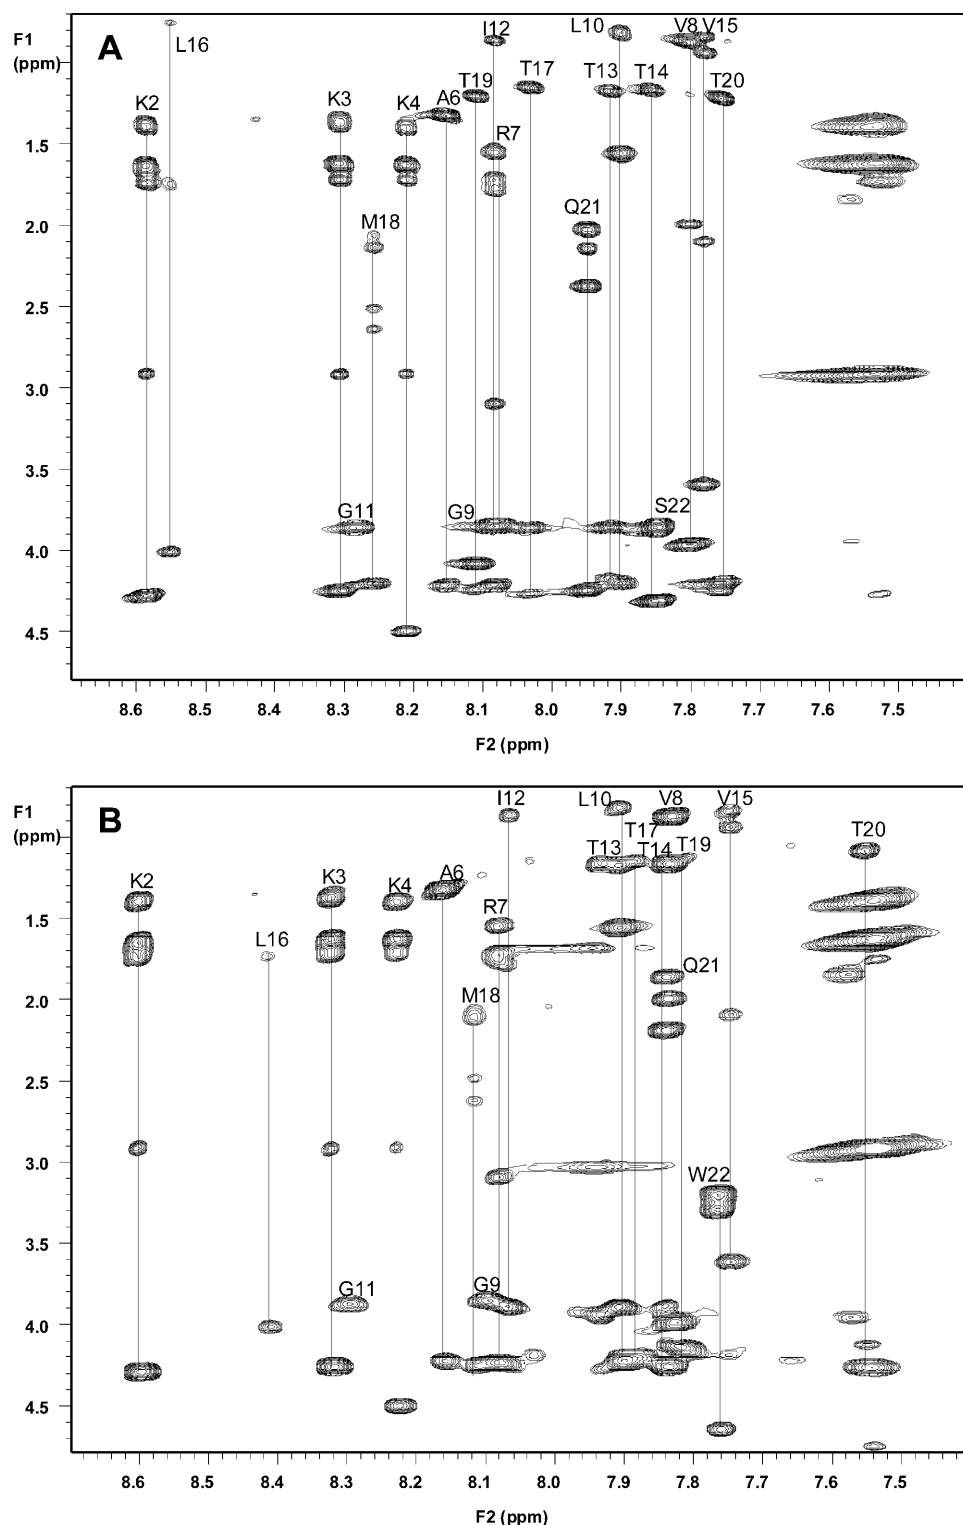 F1
(ppm)
A
L16
I12
L10
V8
V15
K2
K3
K4
A6
T19
T17
T13
T14
T20
1.5
R7
2.0
M18
Q21
2.5
3.0
3.5
G11
G9
S22
4.0
4.5
8.6 8.5 8.4 8.3 8.2 8.1 8.0 7.9 7.8 7.7 7.6 7.5
F2 (ppm)
F1
(ppm)
B
I12
L10
V8
V15
T17
T13
T14
T19
T20
K2
K3
K4
A6
1.5
R7
L16
Q21
2.0
M18
2.5
3.0
W22
3.5
G11
G9
4.0
4.5
8.6 8.5 8.4 8.3 8.2 8.1 8.0 7.9 7.8 7.7 7.6 7.5
F2 (ppm)